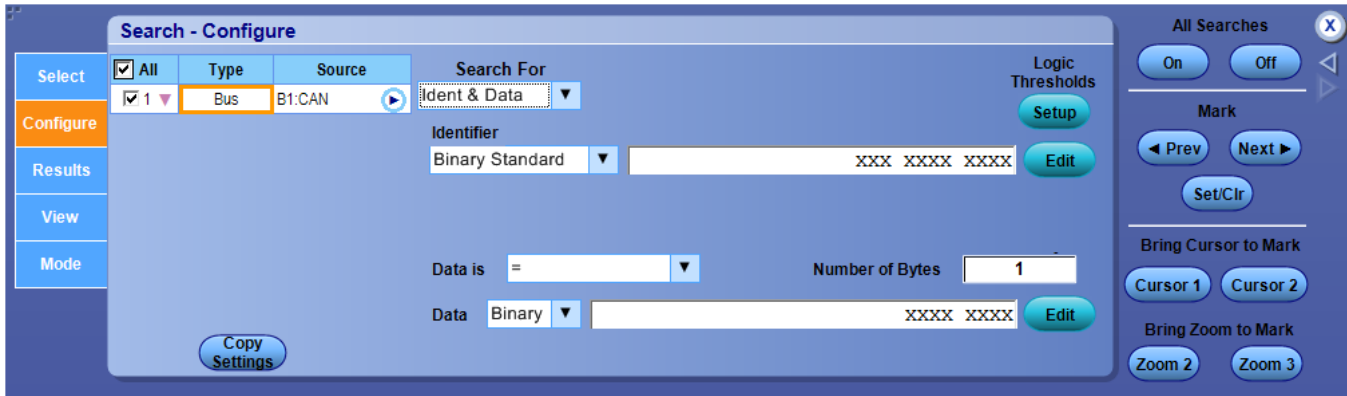 Search - Configure
Select
Configure
Results
View
Mode
All Type Source
1 Bus B1:CAN
Search For
Ident & Data
Logic
Thresholds
Setup
Identifier
Binary Standard XXX XXXX XXXX Edit
Data is = Number of Bytes 1
Data Binary XXXX XXXX Edit
Copy
Settings
All Searches
X
On Off
Mark
Prev Next
Set/Clr
Bring Cursor to Mark
Cursor 1 Cursor 2
Bring Zoom to Mark
Zoom 2 Zoom 3